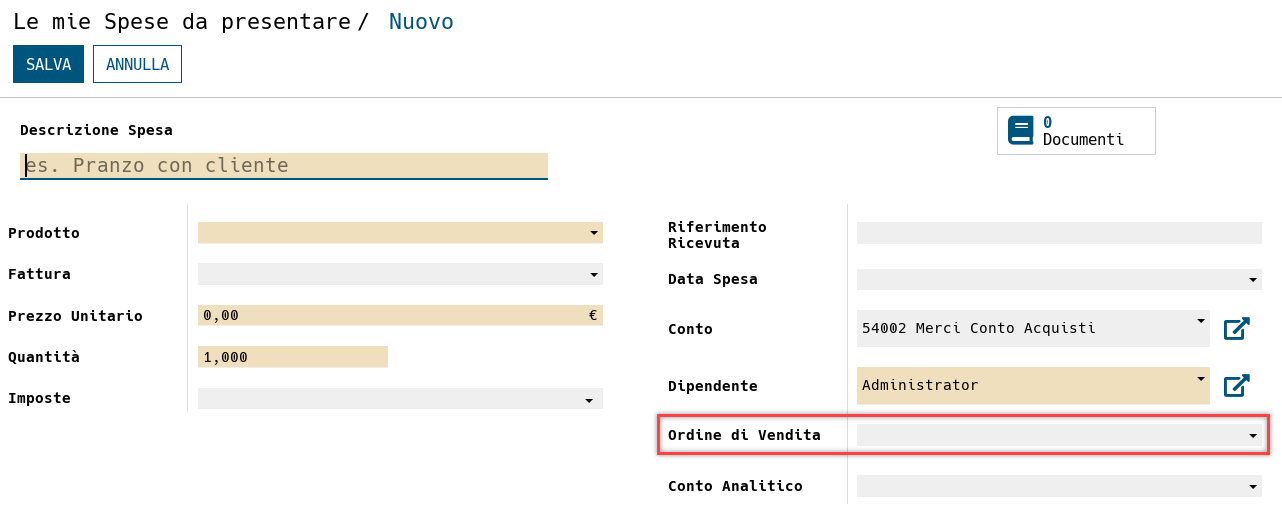 Le mie Spese da presentare / Nuovo
SALVA ANNULLA
0
Documenti
Descrizione Spesa
es. Pranzo con cliente
Prodotto
Fattura
Prezzo Unitario 0,00 €
Quantità 1,000
Imposte
Riferimento
Ricevuta
Data Spesa
Conto 54002 Merci Conto Acquisti
Dipendente Administrator
Ordine di Vendita
Conto Analitico